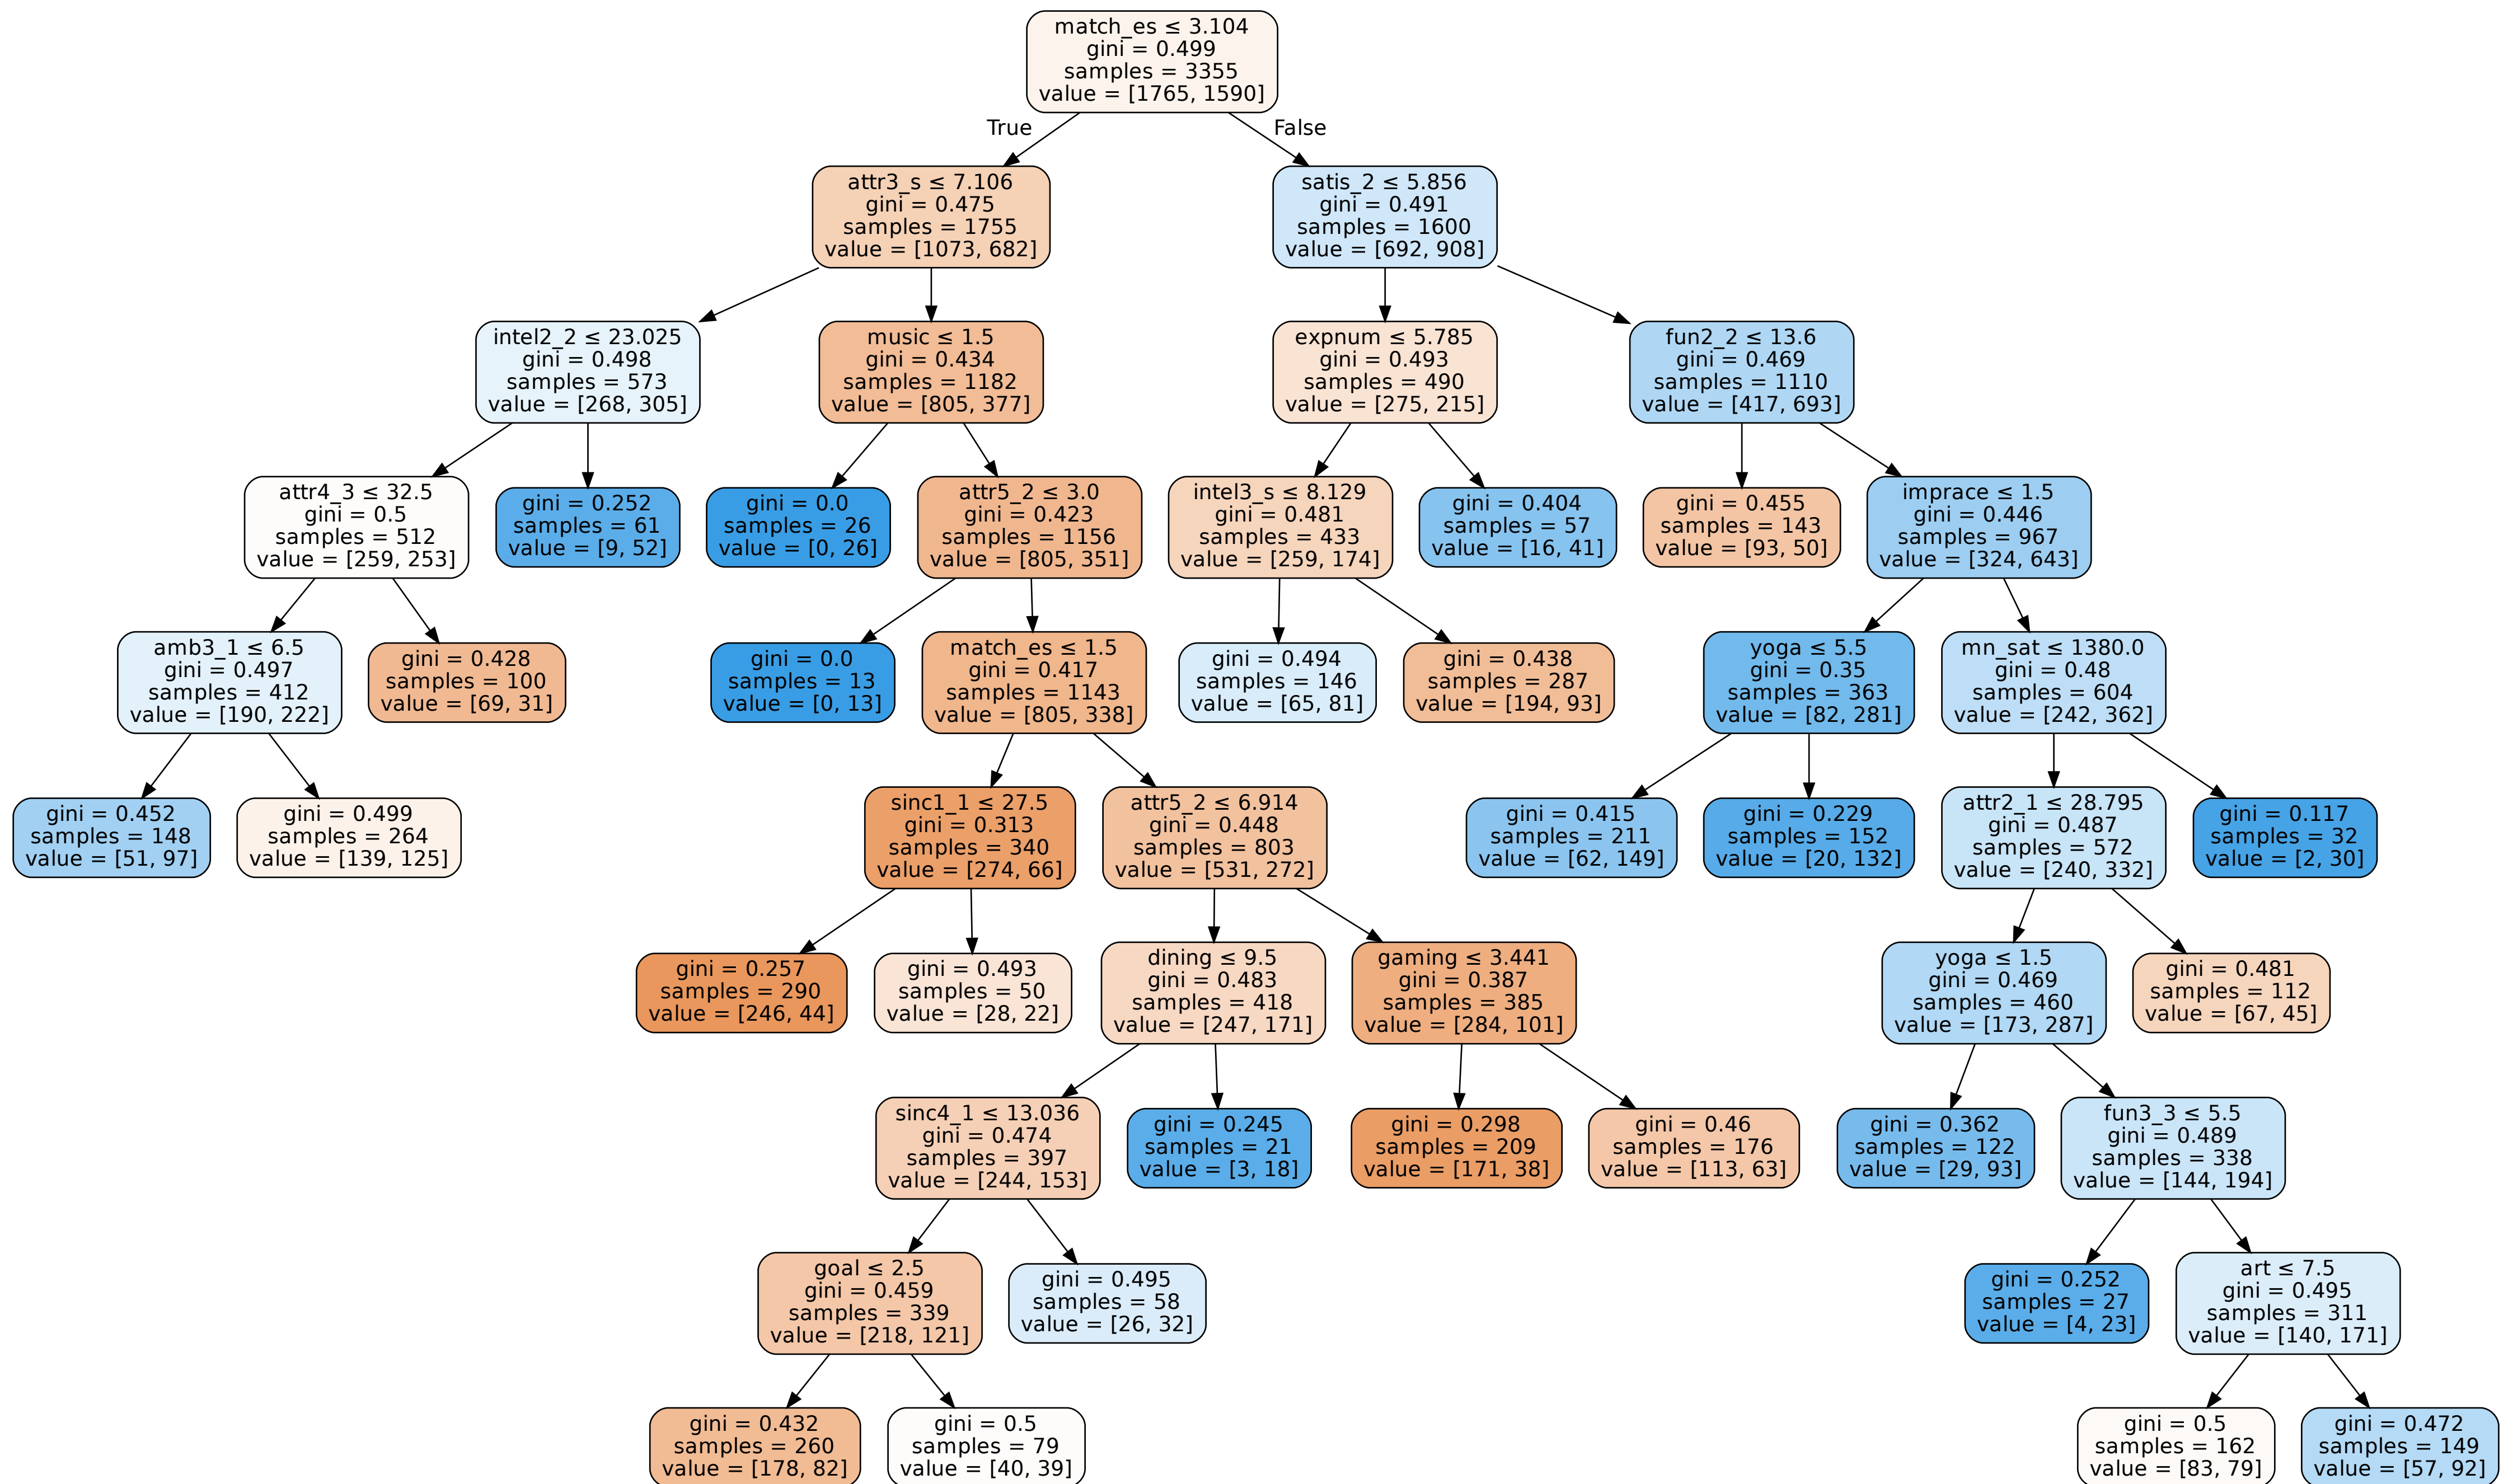 match_es ≤ 3.104
gini = 0.499
samples = 3355
value = [1765, 1590]
True
False
attr3_s ≤ 7.106
gini = 0.475
samples = 1755
value = [1073, 682]
satis_2 ≤ 5.856
gini = 0.491
samples = 1600
value = [692, 908]
intel2_2 ≤ 23.025
gini = 0.498
samples = 573
value = [268, 305]
music ≤ 1.5
gini = 0.434
samples = 1182
value = [805, 377]
expnum ≤ 5.785
gini = 0.493
samples = 490
value = [275, 215]
fun2_2 ≤ 13.6
gini = 0.469
samples = 1110
value = [417, 693]
attr4_3 ≤ 32.5
gini = 0.5
samples = 512
value = [259, 253]
gini = 0.252
samples = 61
value = [9, 52]
gini = 0.0
samples = 26
value = [0, 26]
attr5_2 ≤ 3.0
gini = 0.423
samples = 1156
value = [805, 351]
intel3_s ≤ 8.129
gini = 0.481
samples = 433
value = [259, 174]
gini = 0.404
samples = 57
value = [16, 41]
gini = 0.455
samples = 143
value = [93, 50]
imprace ≤ 1.5
gini = 0.446
samples = 967
value = [324, 643]
amb3_1 ≤ 6.5
gini = 0.497
samples = 412
value = [190, 222]
gini = 0.428
samples = 100
value = [69, 31]
gini = 0.0
samples = 13
value = [0, 13]
match_es ≤ 1.5
gini = 0.417
samples = 1143
value = [805, 338]
gini = 0.494
samples = 146
value = [65, 81]
gini = 0.438
samples = 287
value = [194, 93]
yoga ≤ 5.5
gini = 0.35
samples = 363
value = [82, 281]
mn_sat ≤ 1380.0
gini = 0.48
samples = 604
value = [242, 362]
gini = 0.452
samples = 148
value = [51, 97]
gini = 0.499
samples = 264
value = [139, 125]
sinc1_1 ≤ 27.5
gini = 0.313
samples = 340
value = [274, 66]
attr5_2 ≤ 6.914
gini = 0.448
samples = 803
value = [531, 272]
gini = 0.415
samples = 211
value = [62, 149]
gini = 0.229
samples = 152
value = [20, 132]
attr2_1 ≤ 28.795
gini = 0.487
samples = 572
value = [240, 332]
gini = 0.117
samples = 32
value = [2, 30]
gini = 0.257
samples = 290
value = [246, 44]
gini = 0.493
samples = 50
value = [28, 22]
dining ≤ 9.5
gini = 0.483
samples = 418
value = [247, 171]
gaming ≤ 3.441
gini = 0.387
samples = 385
value = [284, 101]
yoga ≤ 1.5
gini = 0.469
samples = 460
value = [173, 287]
gini = 0.481
samples = 112
value = [67, 45]
sinc4_1 ≤ 13.036
gini = 0.474
samples = 397
value = [244, 153]
gini = 0.245
samples = 21
value = [3, 18]
gini = 0.298
samples = 209
value = [171, 38]
gini = 0.46
samples = 176
value = [113, 63]
gini = 0.362
samples = 122
value = [29, 93]
fun3_3 ≤ 5.5
gini = 0.489
samples = 338
value = [144, 194]
goal ≤ 2.5
gini = 0.459
samples = 339
value = [218, 121]
gini = 0.495
samples = 58
value = [26, 32]
gini = 0.252
samples = 27
value = [4, 23]
art ≤ 7.5
gini = 0.495
samples = 311
value = [140, 171]
gini = 0.432
samples = 260
value = [178, 82]
gini = 0.5
samples = 79
value = [40, 39]
gini = 0.5
samples = 162
value = [83, 79]
gini = 0.472
samples = 149
value = [57, 92]